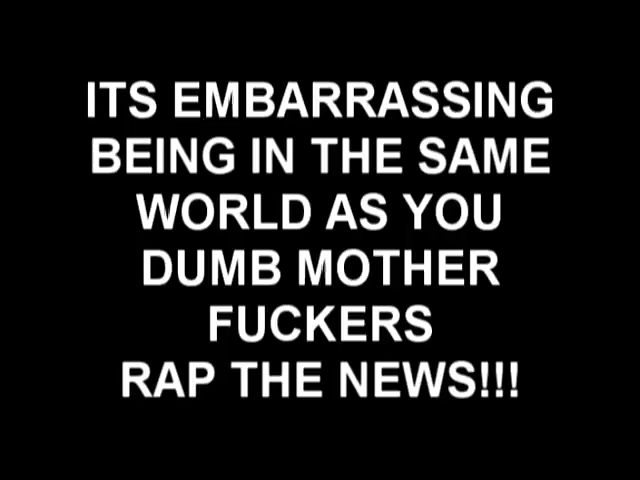 ITS EMBARRASSING
BEING IN THE SAME
WORLD AS YOU
DUMB MOTHER
FUCKERS
RAP THE NEWS!!!